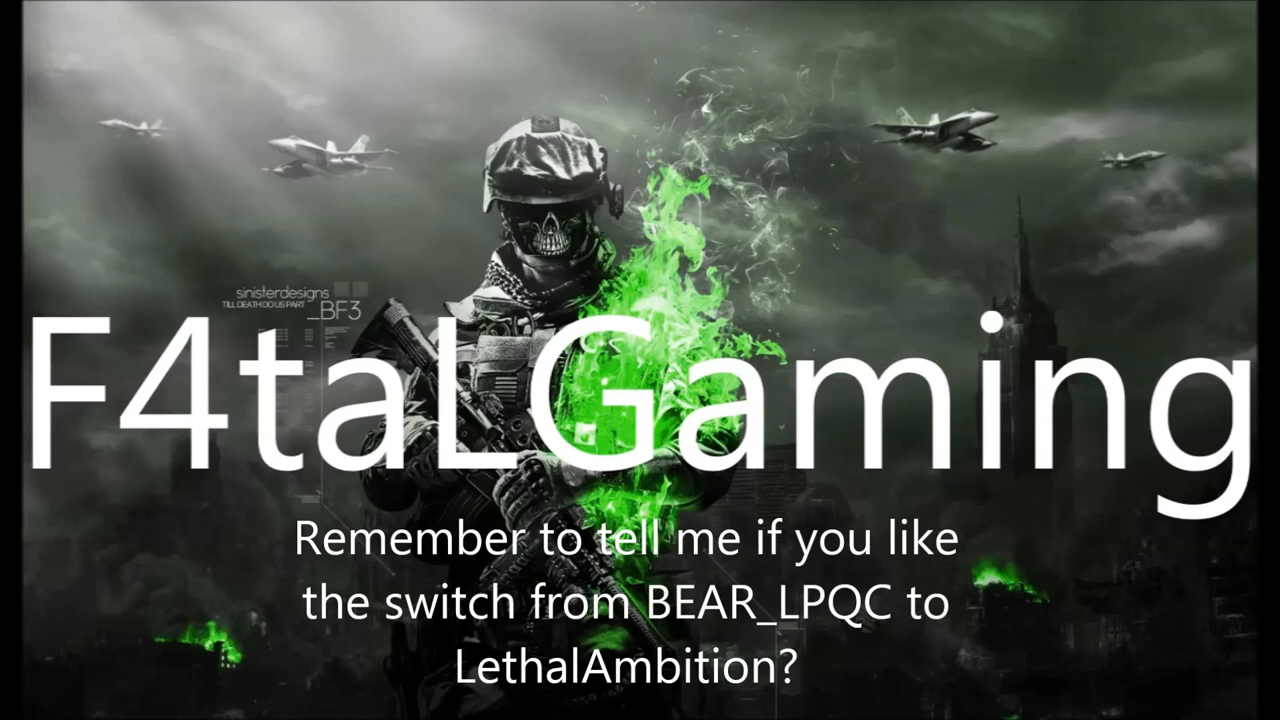 sinisterdesigns
TILL DEATH DO US PART
_BF3
F4taLGaming
Remember to tell me if you like
the switch from BEAR_LPQC to
LethalAmbition?